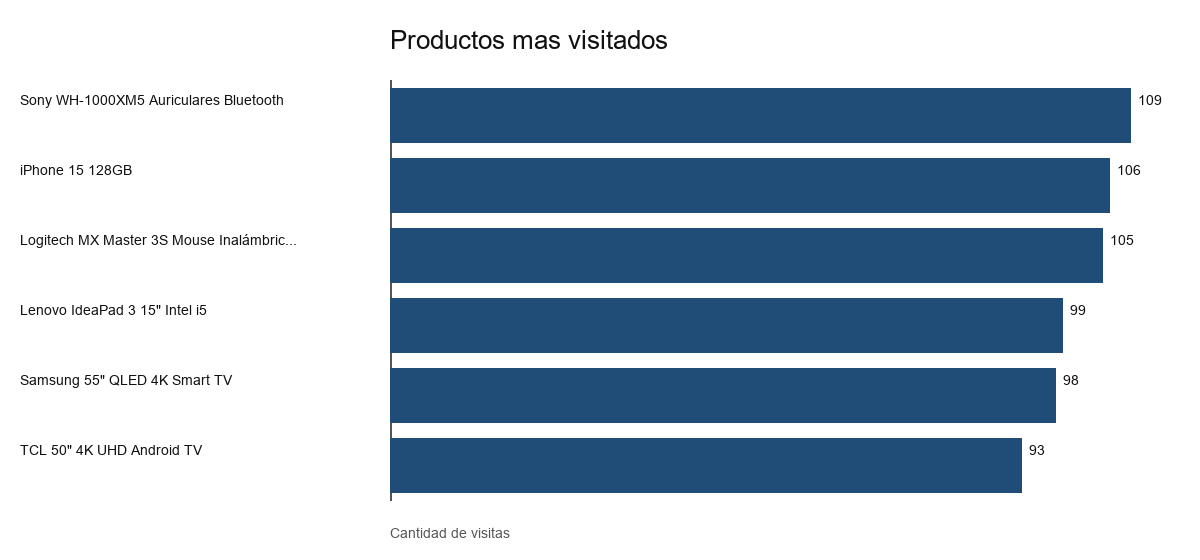 Productos mas visitados
Sony WH-1000XM5 Auriculares Bluetooth 109
iPhone 15 128GB 106
Logitech MX Master 3S Mouse Inalámbric... 105
Lenovo IdeaPad 3 15" Intel i5 99
Samsung 55" QLED 4K Smart TV 98
TCL 50" 4K UHD Android TV 93
Cantidad de visitas